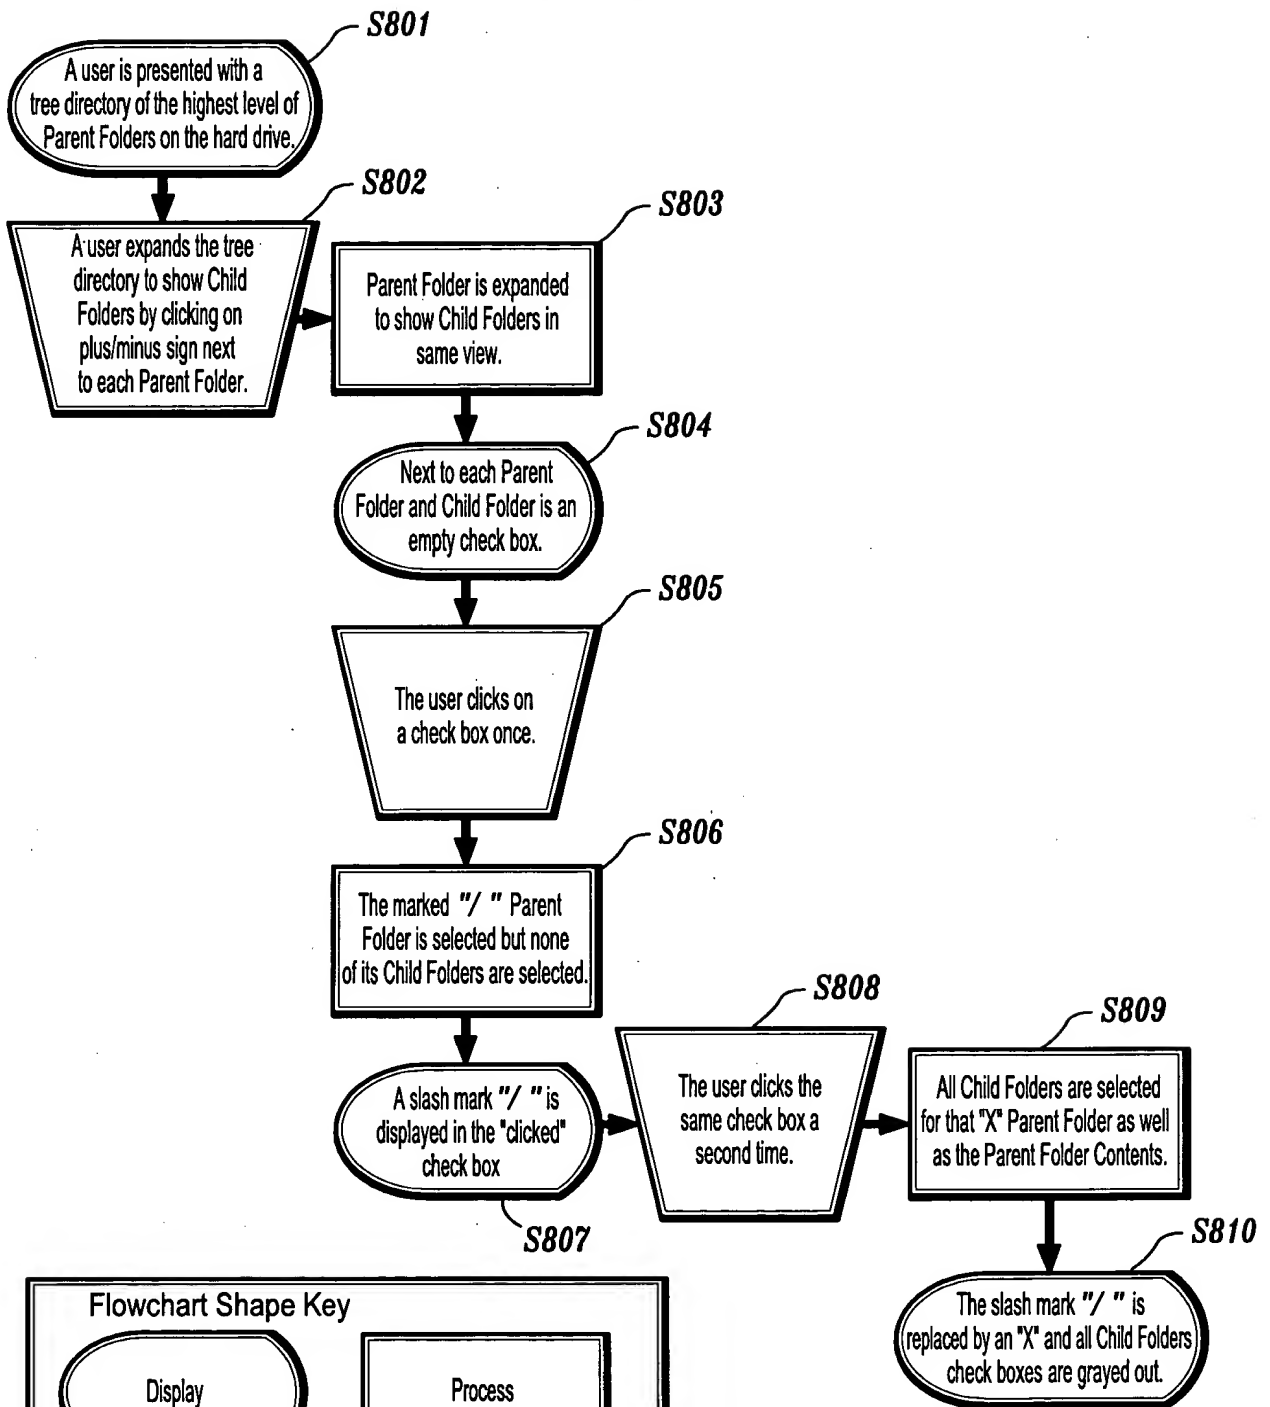 S801
A user is presented with a
tree directory of the highest level of
Parent Folders on the hard drive.
S802
A user expands the tree
directory to show Child
Folders by clicking on
plus/minus sign next
to each Parent Folder.
S803
Parent Folder is expanded
to show Child Folders in
same view.
S804
Next to each Parent
Folder and Child Folder is an
empty check box.
S805
The user clicks on
a check box once.
S806
The marked "/ " Parent
Folder is selected but none
of its Child Folders are selected.
A slash mark "/ " is
displayed in the "clicked"
check box
S807
S808
The user clicks the
same check box a
second time.
S809
All Child Folders are selected
for that "X" Parent Folder as well
as the Parent Folder Contents.
S810
The slash mark "/ " is
replaced by an "X" and all Child Folders
check boxes are grayed out.
Flowchart Shape Key
Display
Process